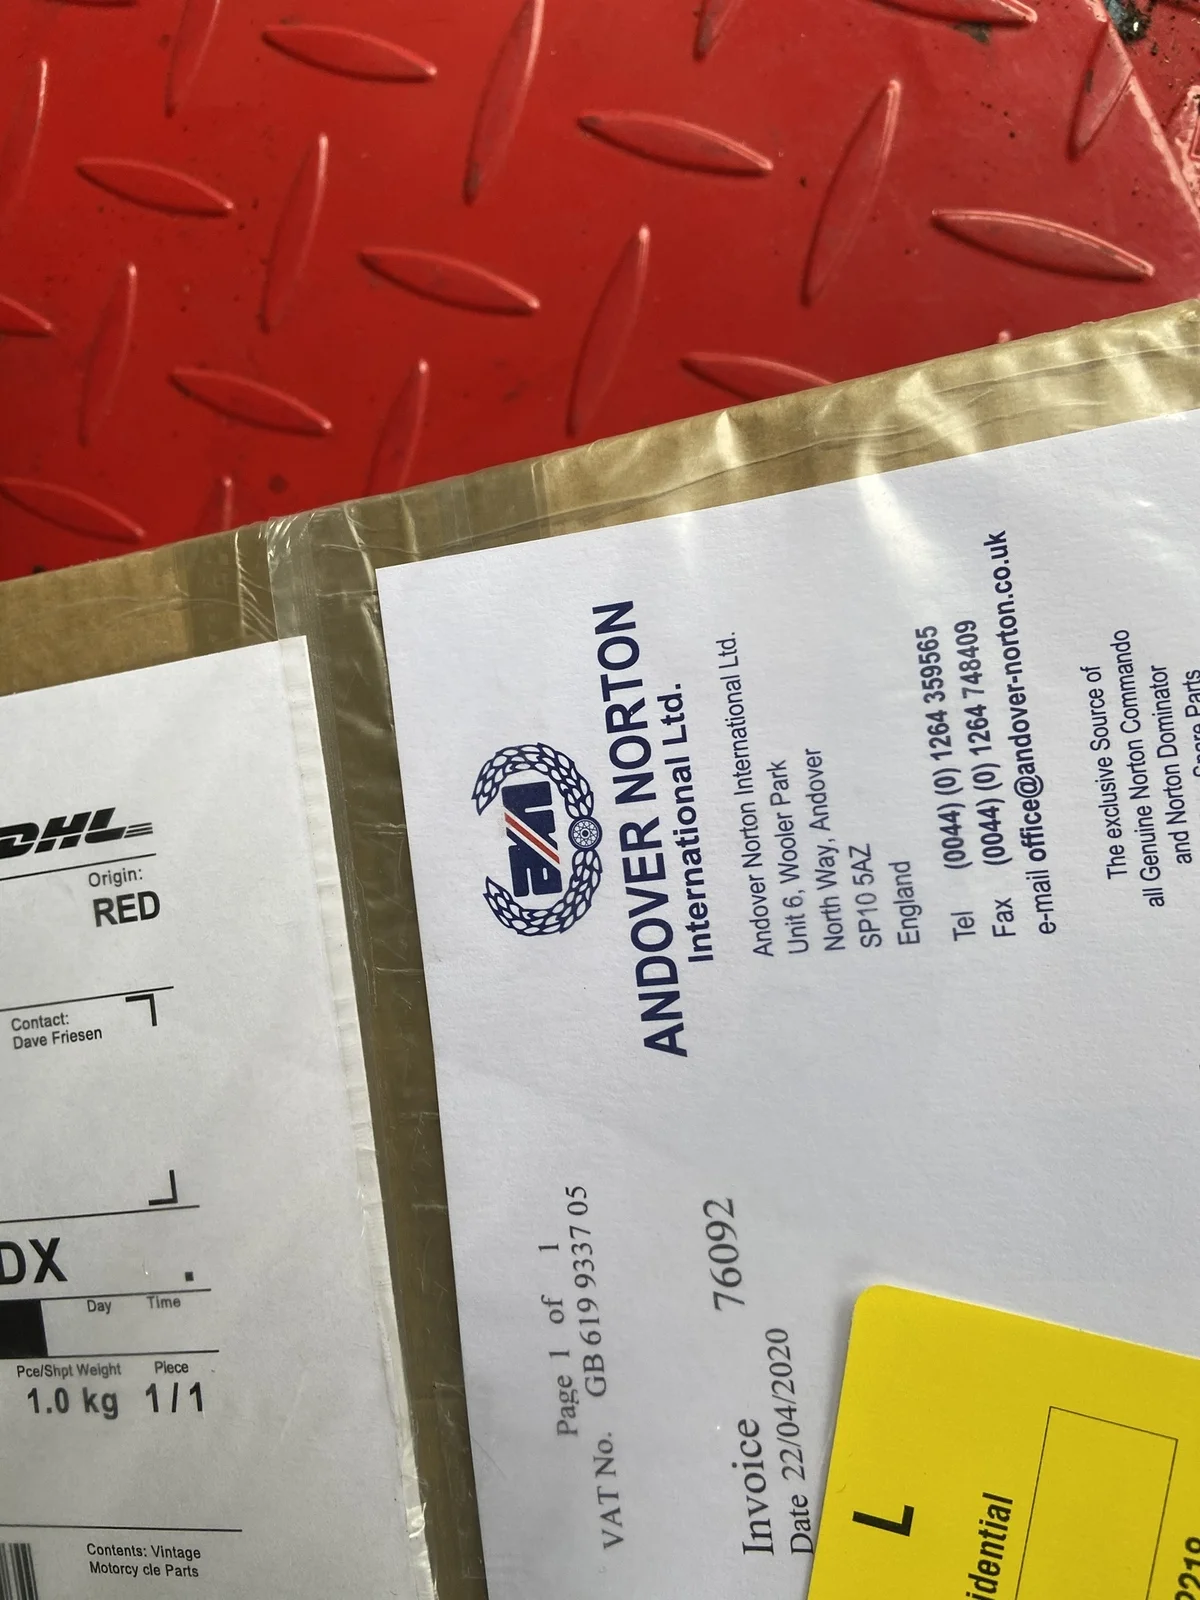 DHL
Origin:
RED
Contact:
Dave Friesen
DX
Day Time
Pce/Shpt Weight Piece
1.0 kg 1/1
Contents: Vintage
Motorcy cle Parts
AN
ANDOVER NORTON
International Ltd.
Andover Norton International Ltd.
Unit 6, Wooler Park
North Way, Andover
SP10 5AZ
England
Tel (0044) (0) 1264 359565
Fax (0044) (0) 1264 748409
e-mail office@andover-norton.co.uk
The exclusive Source of
all Genuine Norton Commando
and Norton Dominator
Spare Parts
Page 1 of 1
VAT No. GB 619 9337 05
Invoice 76092
Date 22/04/2020
L
idential
2218